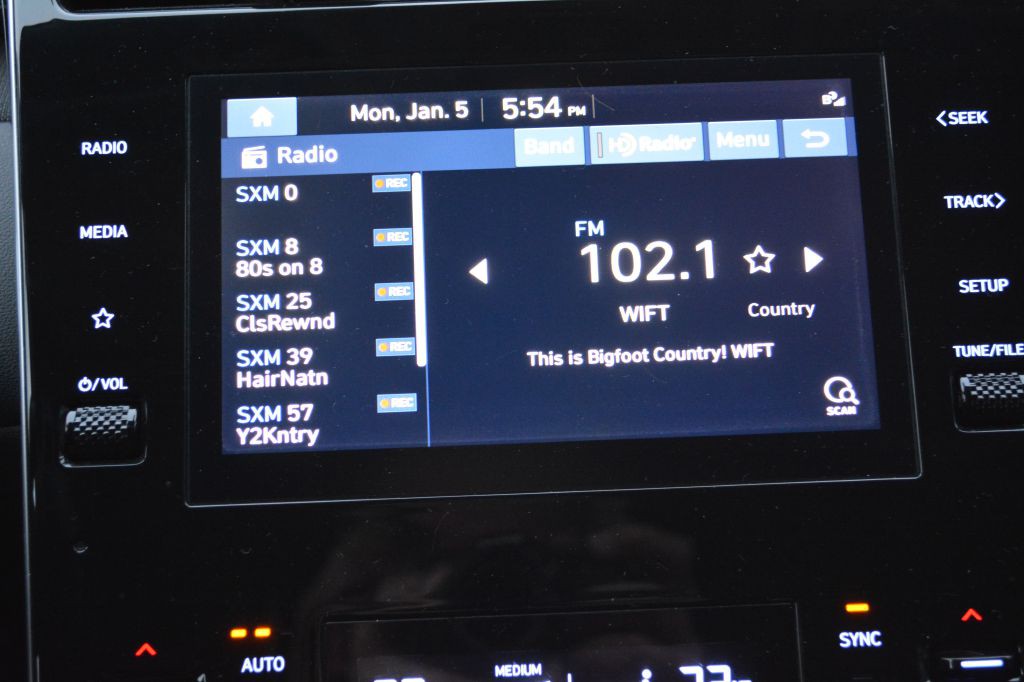 Mon, Jan. 5 5:54 PM
Radio Band HD Radio Menu
SXM 0 REC
SXM 8 REC
80s on 8
SXM 25 REC
ClsRewnd
SXM 39 REC
HairNatn
SXM 57 REC
Y2Kntry
FM
102.1
WIFT Country
This is Bigfoot Country! WIFT
SCAN
RADIO
MEDIA
/VOL
<SEEK
TRACK>
SETUP
TUNE/FILE
AUTO
MEDIUM
SYNC